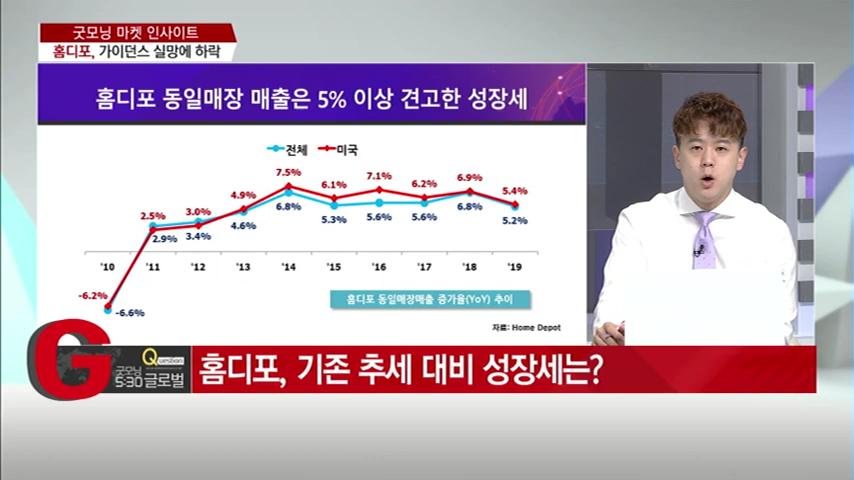 굿모닝 마켓 인사이트
홈디포, 가이던스 실망에 하락
홈디포 동일매장 매출은 5% 이상 견고한 성장세
전체 미국
2.5% 3.0% 4.9% 7.5% 6.1% 7.1% 6.2% 6.9% 5.4%
2.9% 3.4% 4.6% 6.8% 5.3% 5.6% 5.6% 6.8% 5.2%
'10 '11 '12 '13 '14 '15 '16 '17 '18 '19
-6.2%
-6.6%
홈디포 동일매장매출 증가율(YoY) 추이
자료: Home Depot
G
Question
굿모닝
5:30 글로벌
홈디포, 기존 추세 대비 성장세는?